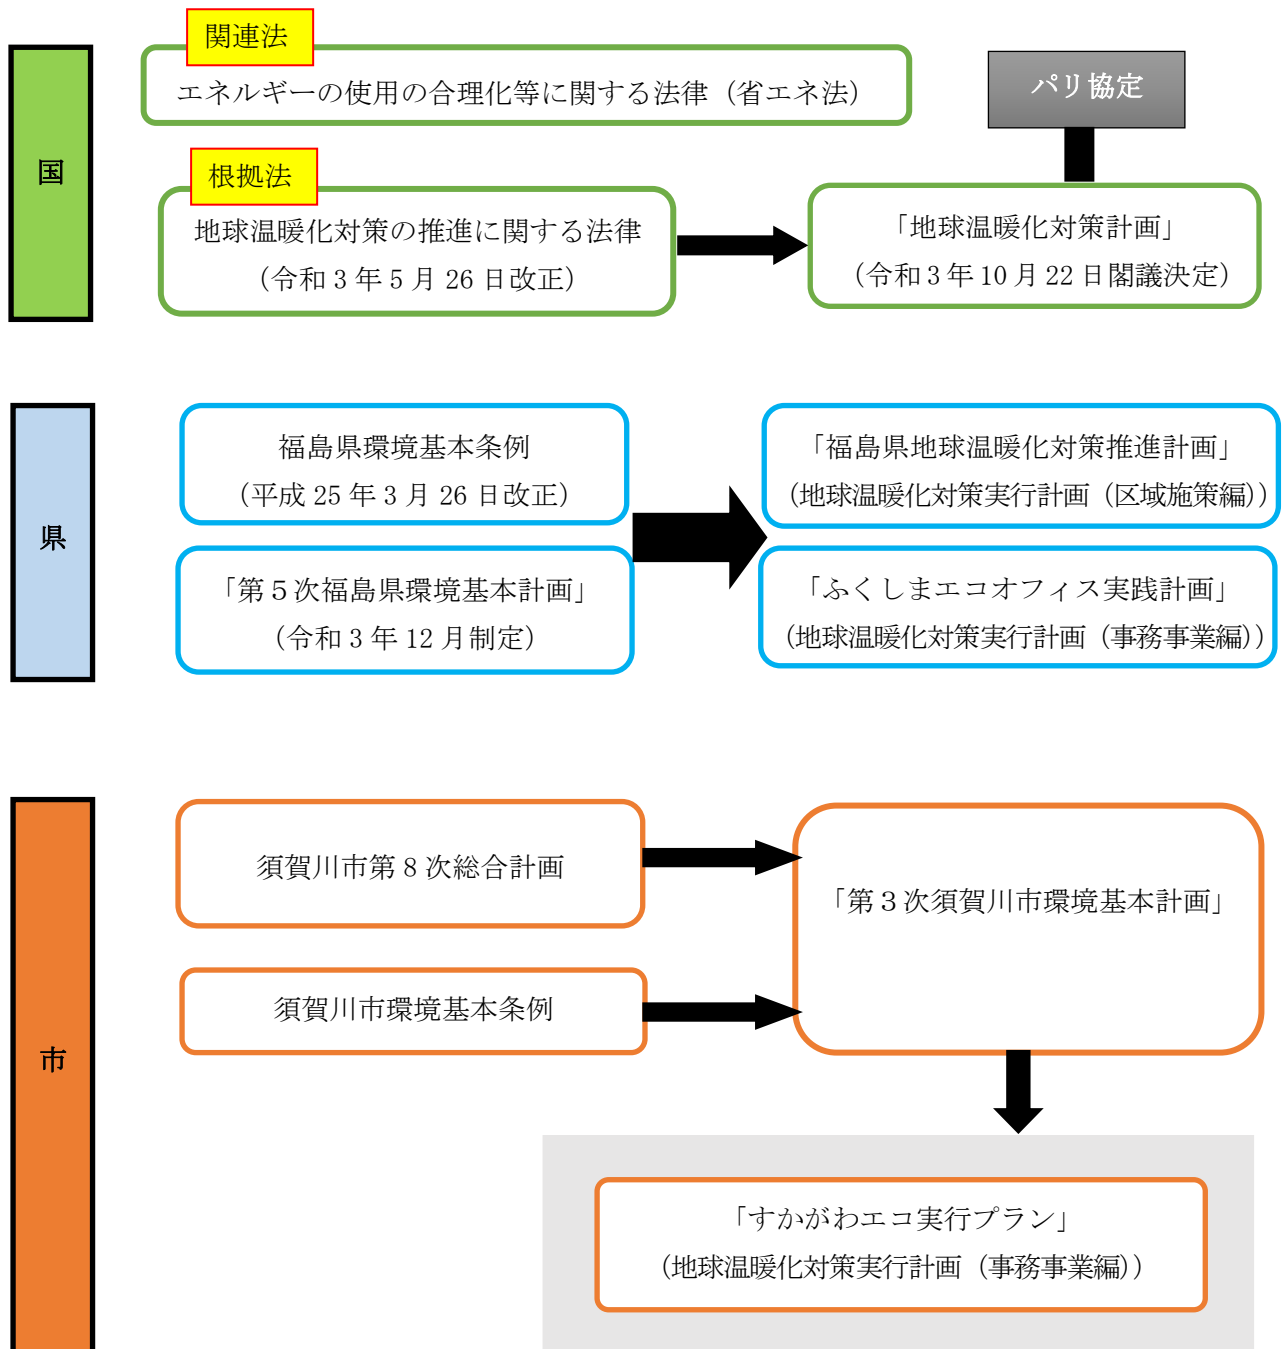 国
関連法
エネルギーの使用の合理化等に関する法律（省エネ法）
パリ協定
根拠法
地球温暖化対策の推進に関する法律
（令和３年５月 26 日改正）
「地球温暖化対策計画」
（令和３年 10 月 22 日閣議決定）
県
福島県環境基本条例
（平成 25 年３月 26 日改正）
「第５次福島県環境基本計画」
（令和３年 12 月制定）
「福島県地球温暖化対策推進計画」
（地球温暖化対策実行計画（区域施策編））
「ふくしまエコオフィス実践計画」
（地球温暖化対策実行計画（事務事業編））
市
須賀川市第８次総合計画
須賀川市環境基本条例
「第３次須賀川市環境基本計画」
「すかがわエコ実行プラン」
（地球温暖化対策実行計画（事務事業編））